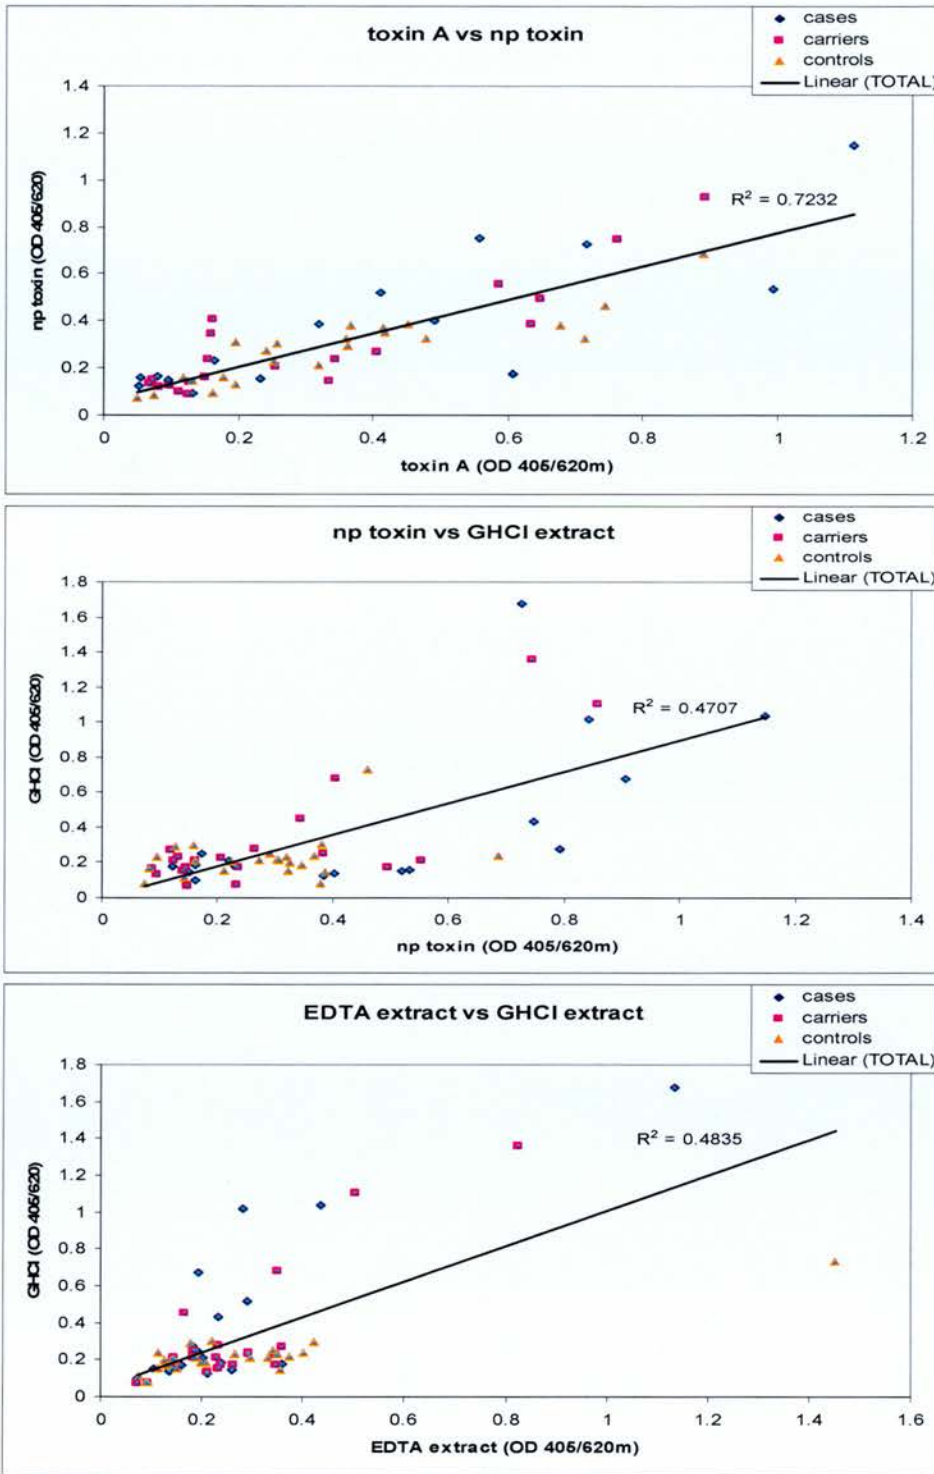 toxin A vs np toxin
cases
carriers
controls
Linear (TOTAL)
np toxin (OD 405/620)
1.4
1.2
1
0.8
0.6
0.4
0.2
0
R² = 0.7232
0 0.2 0.4 0.6 0.8 1 1.2
toxin A (OD 405/620m)
np toxin vs GHCl extract
cases
carriers
controls
Linear (TOTAL)
GHCl (OD 405/620)
1.8
1.6
1.4
1.2
1
0.8
0.6
0.4
0.2
0
R² = 0.4707
0 0.2 0.4 0.6 0.8 1 1.2 1.4
np toxin (OD 405/620m)
EDTA extract vs GHCl extract
cases
carriers
controls
Linear (TOTAL)
GHCl (OD 405/620)
1.8
1.6
1.4
1.2
1
0.8
0.6
0.4
0.2
0
R² = 0.4835
0 0.2 0.4 0.6 0.8 1 1.2 1.4 1.6
EDTA extract (OD 405/620m)